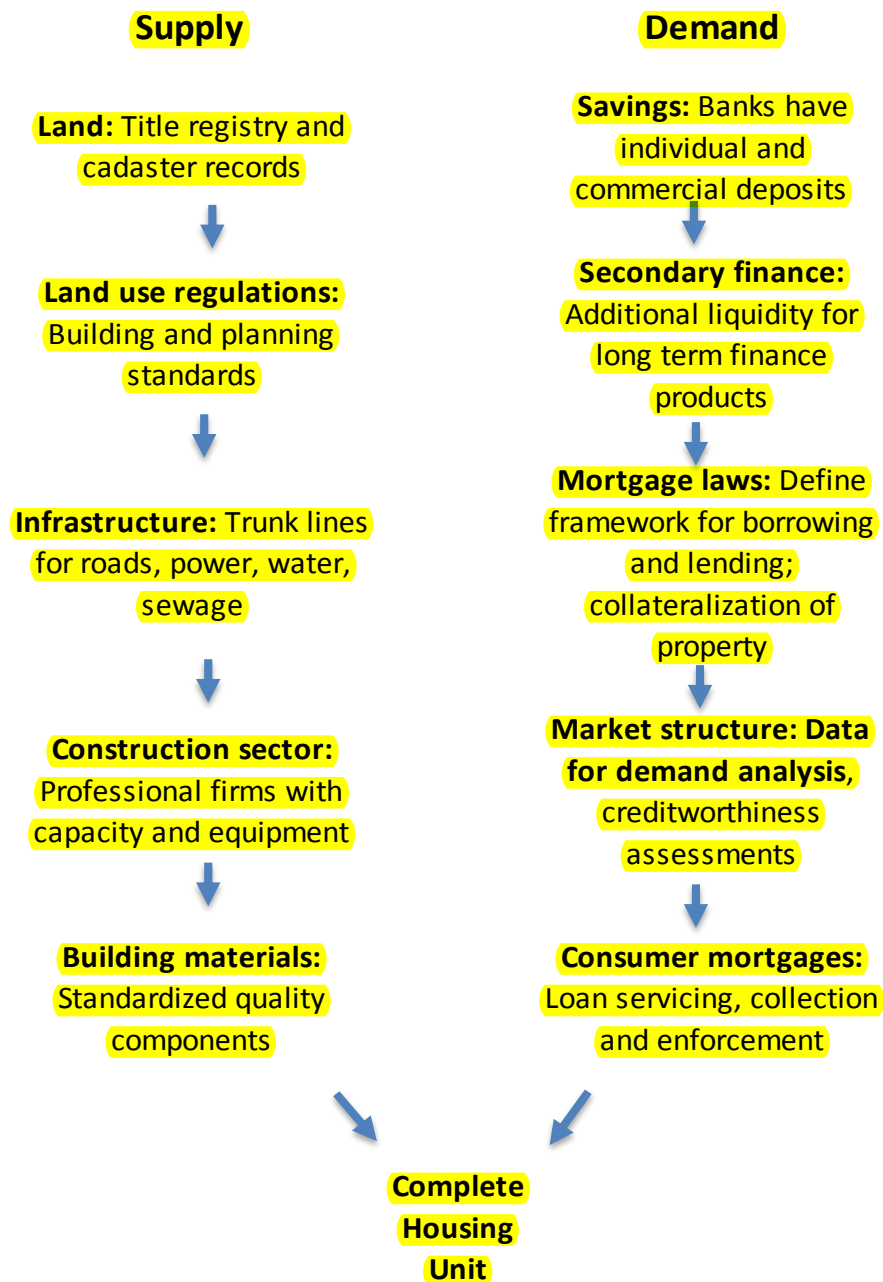 Supply
Land: Title registry and
cadaster records
Land use regulations:
Building and planning
standards
Infrastructure: Trunk lines
for roads, power, water,
sewage
Construction sector:
Professional firms with
capacity and equipment
Building materials:
Standardized quality
components
Demand
Savings: Banks have
individual and
commercial deposits
Secondary finance:
Additional liquidity for
long term finance
products
Mortgage laws: Define
framework for borrowing
and lending;
collateralization of
property
Market structure: Data
for demand analysis,
creditworthiness
assessments
Consumer mortgages:
Loan servicing, collection
and enforcement
Complete
Housing
Unit